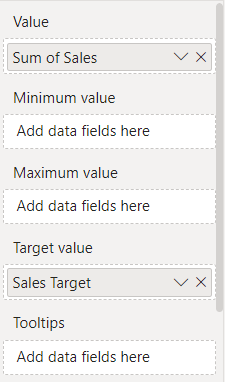 Value
Sum of Sales
Minimum value
Add data fields here
Maximum value
Add data fields here
Target value
Sales Target
Tooltips
Add data fields here